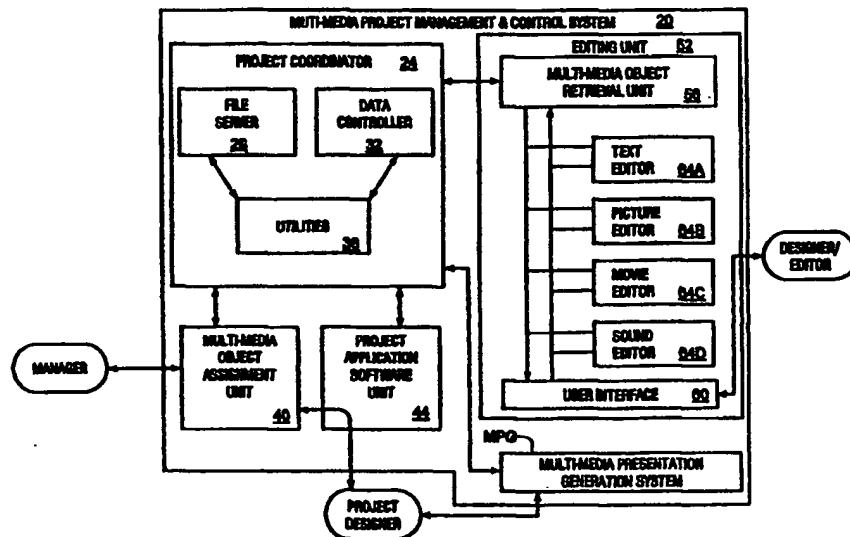 MUTI-MEDIA PROJECT MANAGEMENT & CONTROL SYSTEM 20
PROJECT COORDINATOR 24
FILE
SERVER
28
DATA
CONTROLLER
32
UTILITIES
36
EDITING UNIT 52
MULTI-MEDIA OBJECT
RETRIEVAL UNIT
56
TEXT
EDITOR 64A
PICTURE
EDITOR 64B
MOVIE
EDITOR 64C
SOUND
EDITOR 64D
USER INTERFACE 60
DESIGNER/
EDITOR
MANAGER
MULTI-MEDIA
OBJECT
ASSIGNMENT
UNIT
40
PROJECT
APPLICATION
SOFTWARE
UNIT
44
MPG
MULTI-MEDIA PRESENTATION
GENERATION SYSTEM
PROJECT
DESIGNER